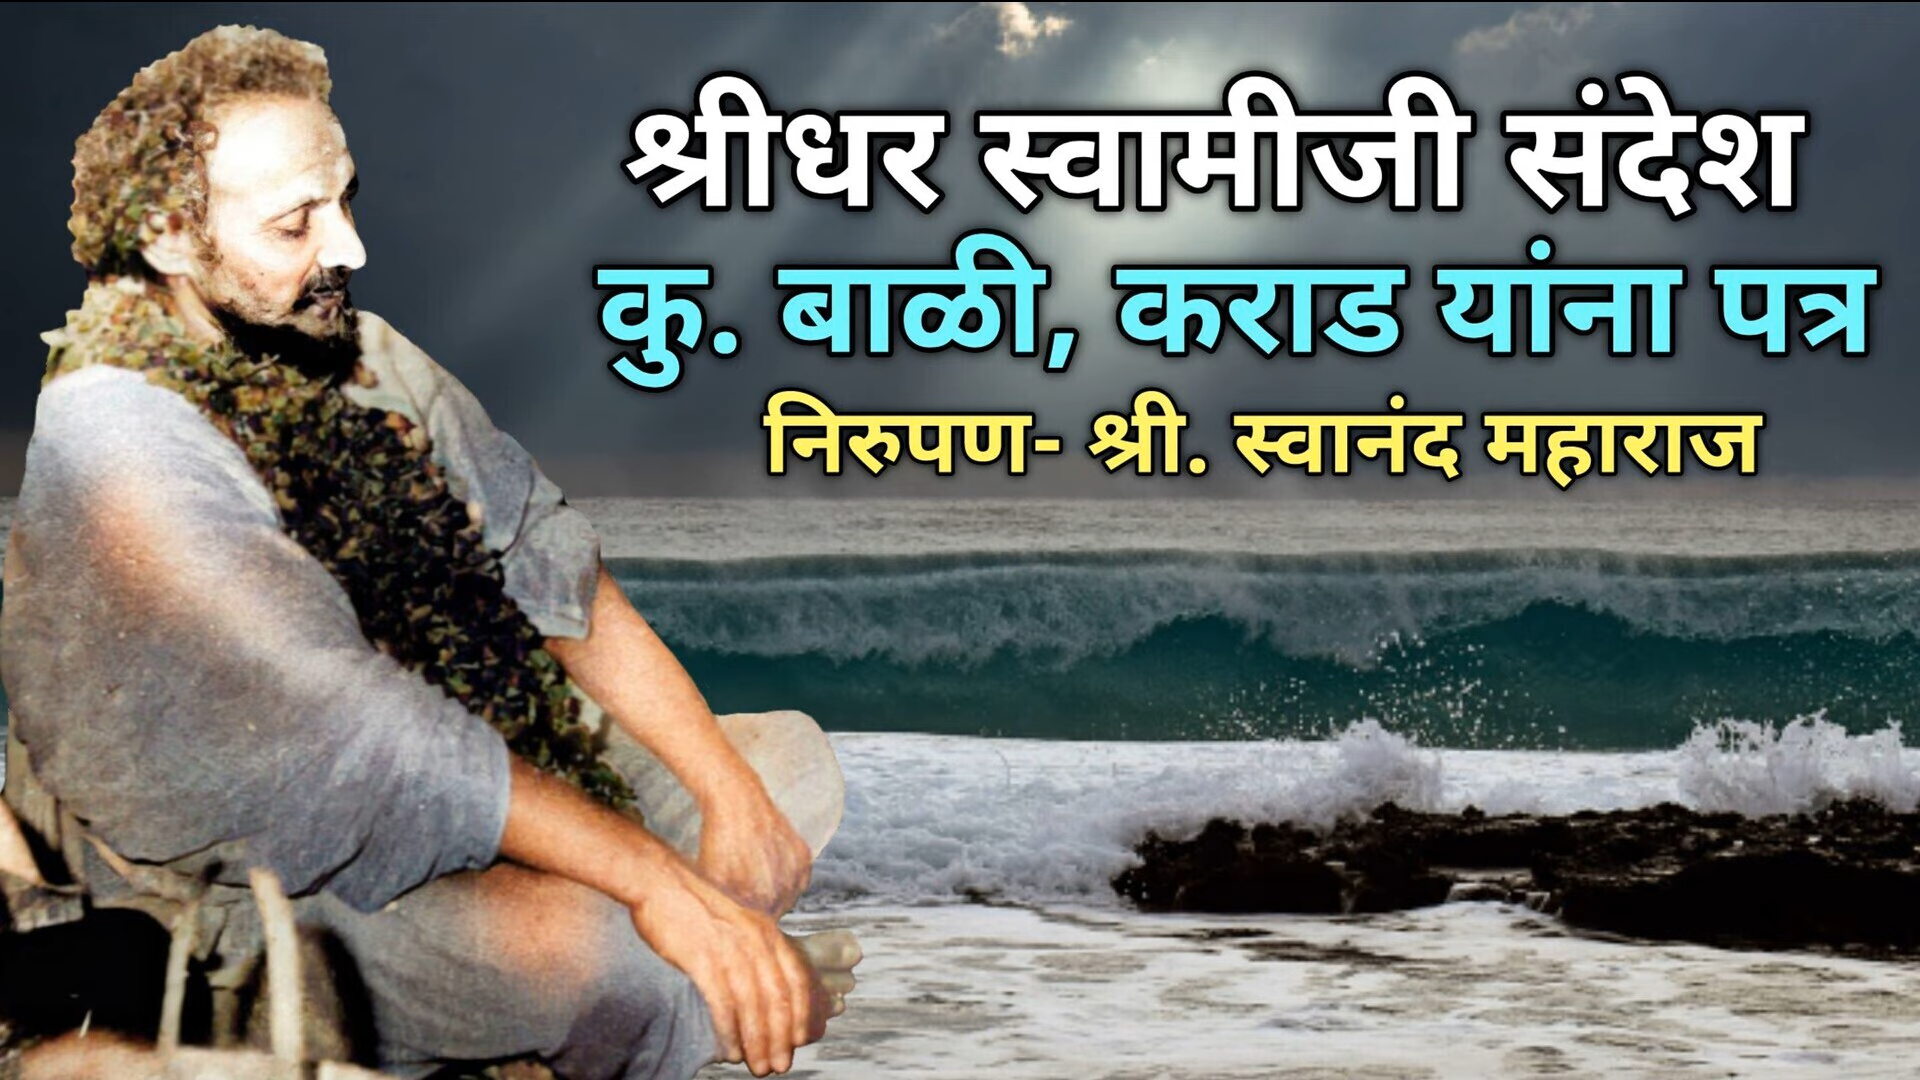 श्रीधर स्वामीजी संदेश
कु. बाळी, कराड यांना पत्र
निरुपण- श्री. स्वानंद महाराज